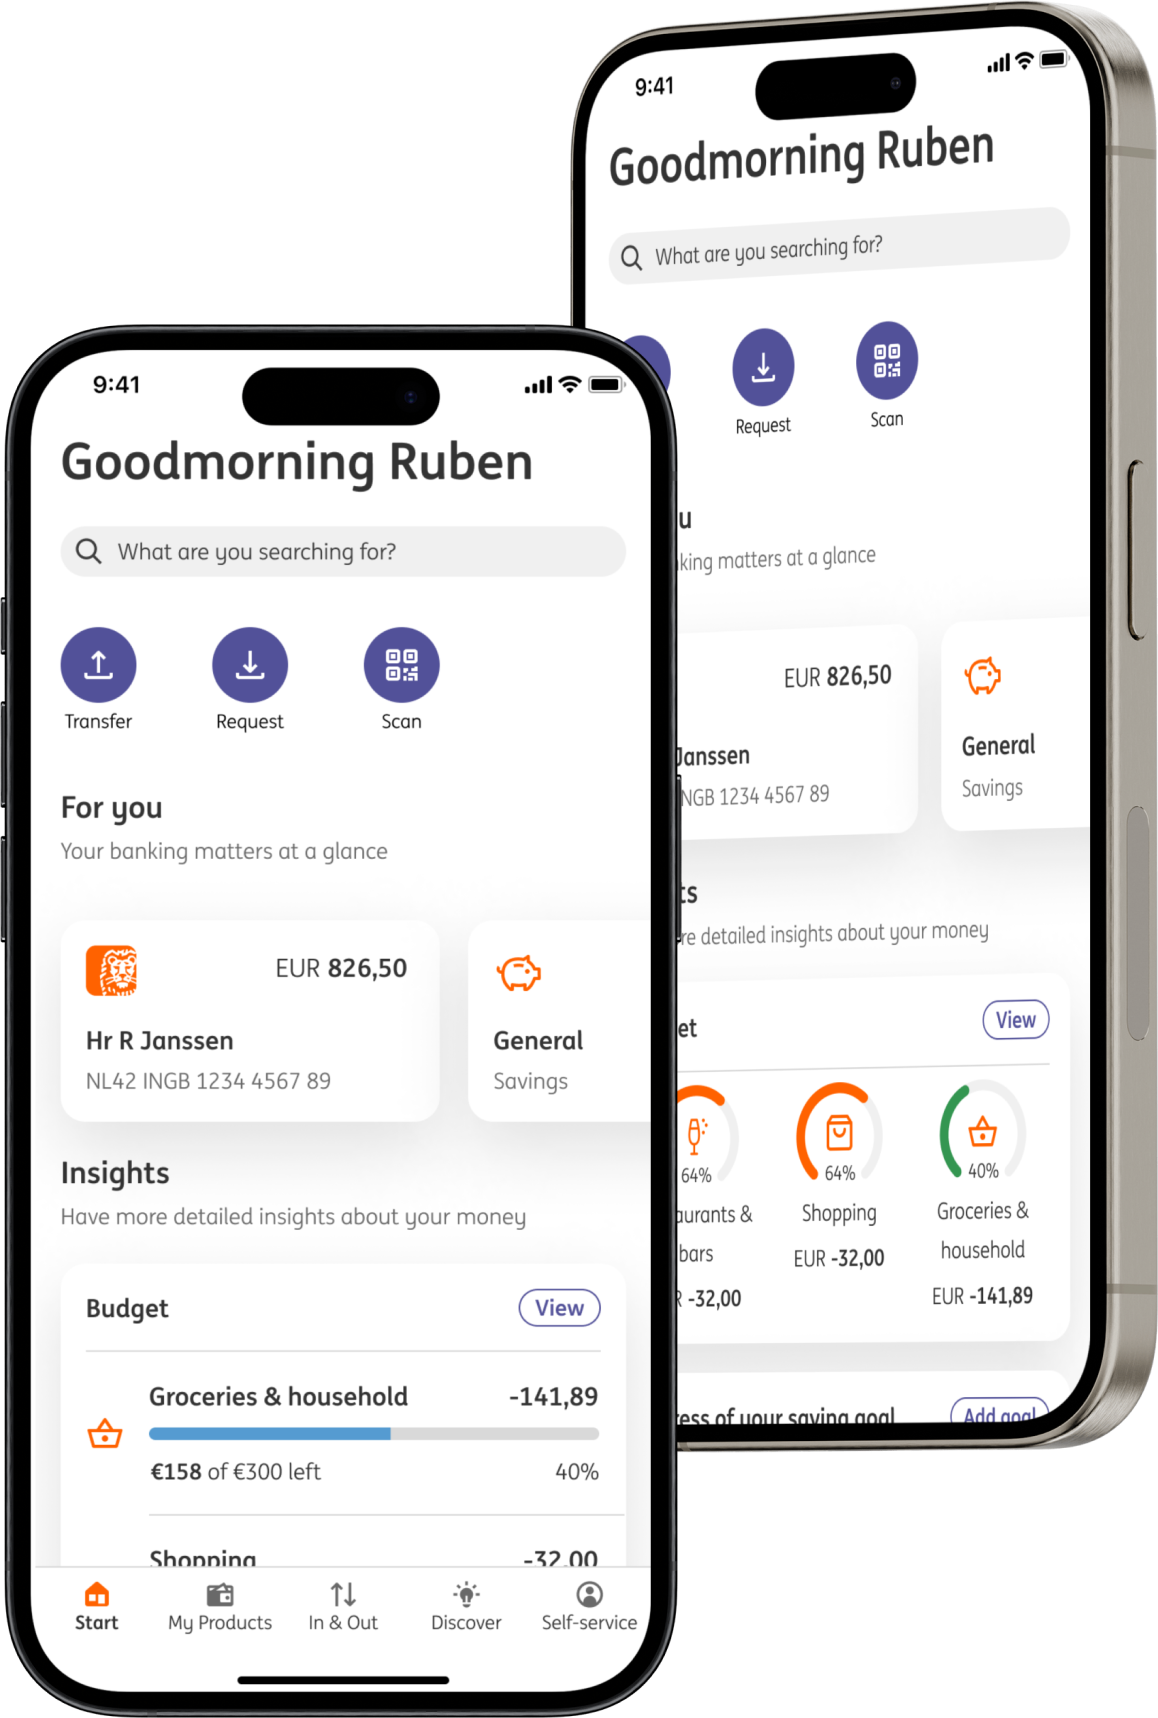 9:41
Goodmorning Ruben
What are you searching for?
Transfer
Request
Scan
For you
Your banking matters at a glance
EUR 826,50
Hr R Janssen
NL42 INGB 1234 4567 89
General
Savings
Insights
Have more detailed insights about your money
Budget
View
Groceries & household
-141,89
€158 of €300 left
40%
Shopping
-32,00
Start
My Products
In & Out
Discover
Self-service
9:41
Goodmorning Ruben
What are you searching for?
Request
Scan
u
king matters at a glance
EUR 826,50
Janssen
NGB 1234 4567 89
General
Savings
ts
re detailed insights about your money
et
View
64%
64%
40%
aurants &
bars
-32,00
Shopping
EUR -32,00
Groceries &
household
EUR -141,89
ress of your saving goal
Add goal